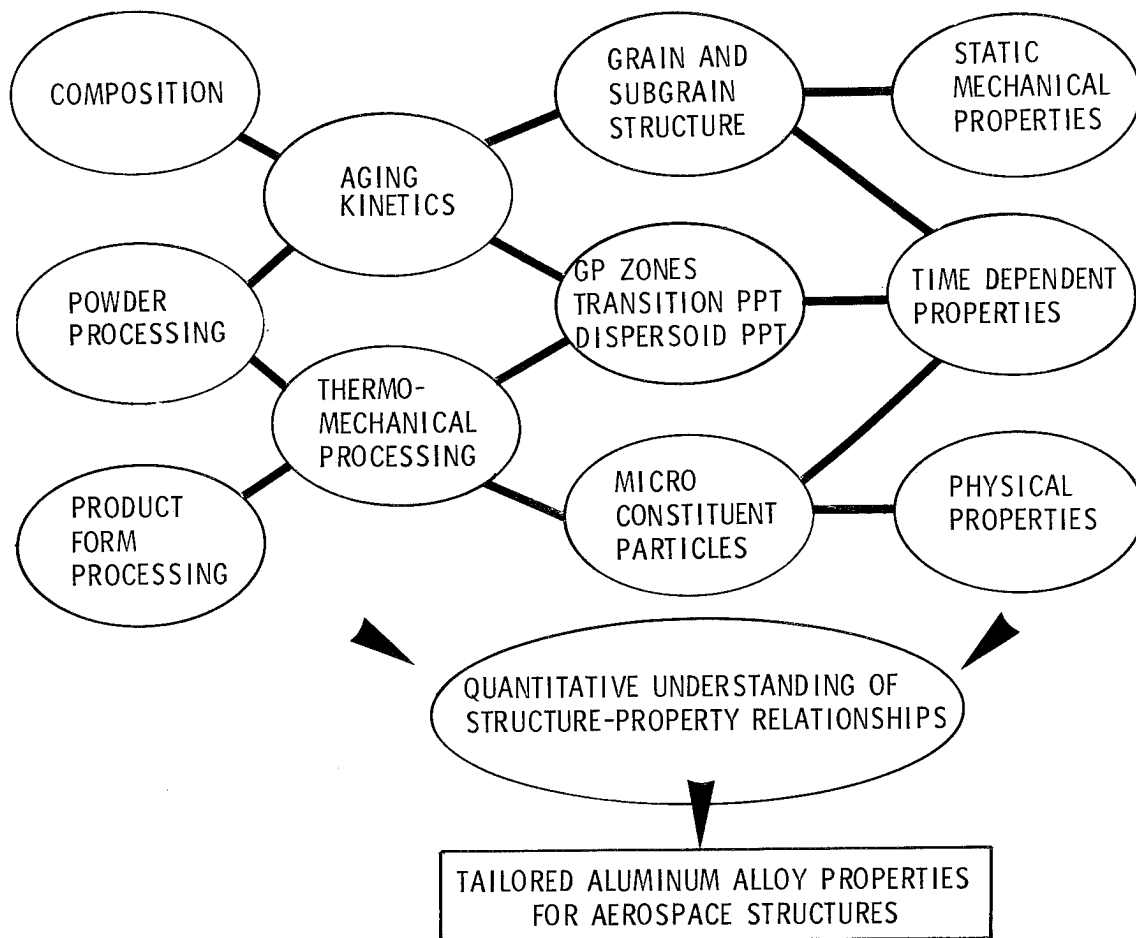 COMPOSITION
POWDER
PROCESSING
PRODUCT
FORM
PROCESSING
AGING
KINETICS
THERMO-
MECHANICAL
PROCESSING
GRAIN AND
SUBGRAIN
STRUCTURE
GP ZONES
TRANSITION PPT
DISPERSOID PPT
MICRO
CONSTITUENT
PARTICLES
STATIC
MECHANICAL
PROPERTIES
TIME DEPENDENT
PROPERTIES
PHYSICAL
PROPERTIES
QUANTITATIVE UNDERSTANDING OF
STRUCTURE-PROPERTY RELATIONSHIPS
TAILORED ALUMINUM ALLOY PROPERTIES
FOR AEROSPACE STRUCTURES